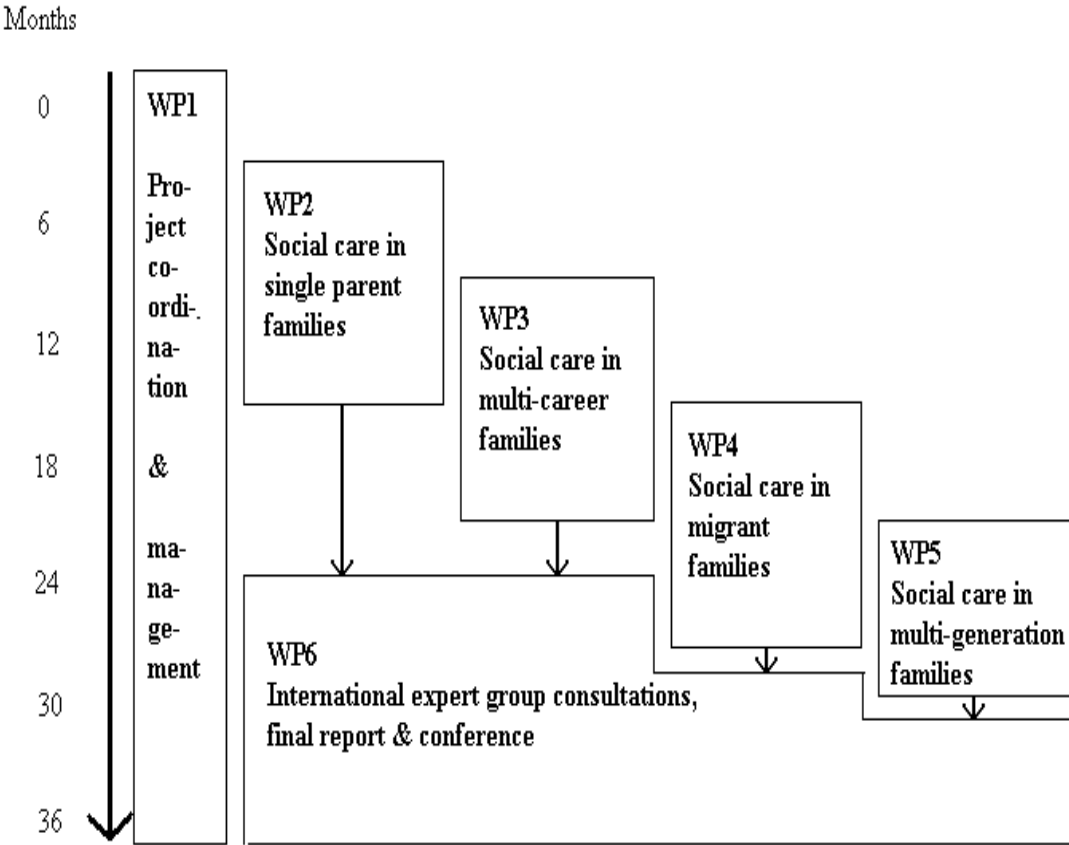 Months
0
6
12
18
24
30
36
WP1
Pro-
ject
co-
ordi-.
na-
tion
&
ma-
na-
ge-
ment
WP2
Social care in
single parent
families
WP3
Social care in
multi-career
families
WP4
Social care in
migrant
families
WP5
Social care in
multi-generation
families
WP6
International expert group consultations,
final report & conference